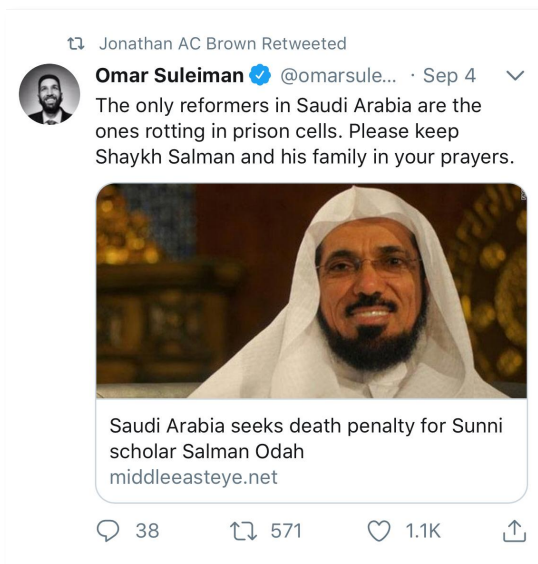 Jonathan AC Brown Retweeted
Omar Suleiman @omarsule... · Sep 4
The only reformers in Saudi Arabia are the
ones rotting in prison cells. Please keep
Shaykh Salman and his family in your prayers.
Saudi Arabia seeks death penalty for Sunni
scholar Salman Odah
middleeasteye.net
38 571 1.1K